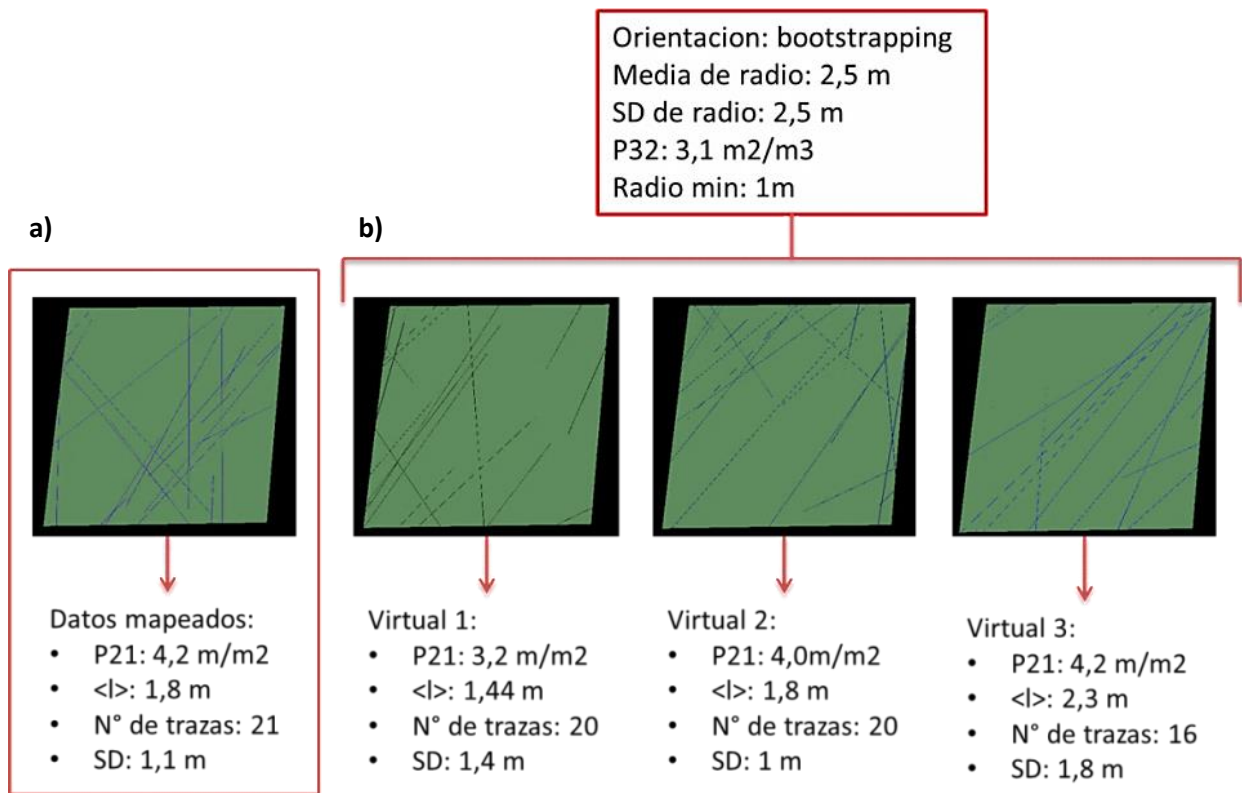 Orientacion: bootstrapping
Media de radio: 2,5 m
SD de radio: 2,5 m
P32: 3,1 m2/m3
Radio min: 1m
a)
b)
Datos mapeados:
• P21: 4,2 m/m2
• <l>: 1,8 m
• N° de trazas: 21
• SD: 1,1 m
Virtual 1:
• P21: 3,2 m/m2
• <l>: 1,44 m
• N° de trazas: 20
• SD: 1,4 m
Virtual 2:
• P21: 4,0m/m2
• <l>: 1,8 m
• N° de trazas: 20
• SD: 1 m
Virtual 3:
• P21: 4,2 m/m2
• <l>: 2,3 m
• N° de trazas: 16
• SD: 1,8 m